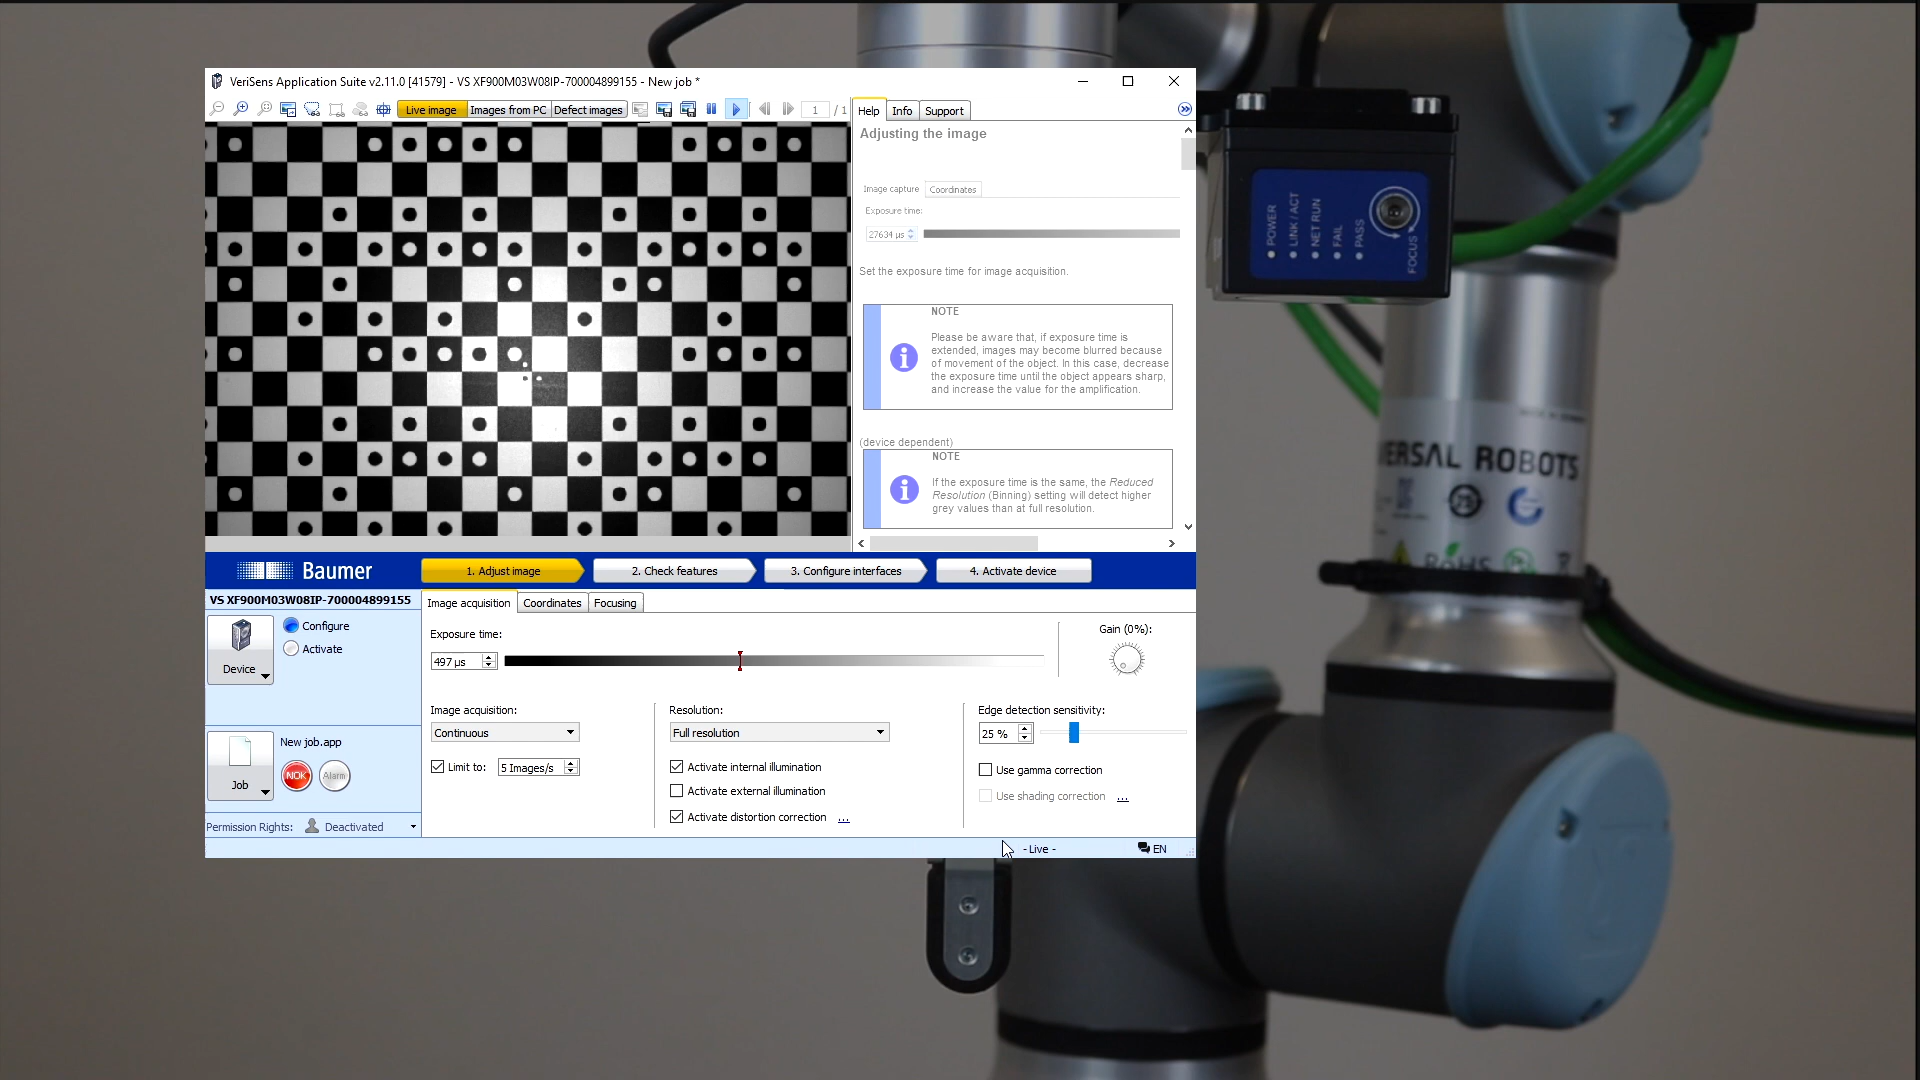 VeriSens Application Suite v2.11.0 [41579] - VS XF900M03W08IP-700004899155 - New job *
Live image
Images from PC
Defect images
1
/ 1
Help
Info
Support
Adjusting the image
Image capture
Coordinates
Exposure time:
27634 µs
Set the exposure time for image acquisition.
NOTE
Please be aware that, if exposure time is
extended, images may become blurred because
of movement of the object. In this case, decrease
the exposure time until the object appears sharp,
and increase the value for the amplification.
(device dependent)
NOTE
If the exposure time is the same, the Reduced
Resolution (Binning) setting will detect higher
grey values than at full resolution.
Baumer
1. Adjust image
2. Check features
3. Configure interfaces
4. Activate device
VS XF900M03W08IP-700004899155
Device
Configure
Activate
New job.app
Job
NOK
Alarm
Permission Rights:
Deactivated
Image acquisition
Coordinates
Focusing
Exposure time:
497 µs
Gain (0%):
Image acquisition:
Continuous
Limit to:
5 Images/s
Resolution:
Full resolution
Activate internal illumination
Activate external illumination
Activate distortion correction
...
Edge detection sensitivity:
25 %
Use gamma correction
Use shading correction
...
- Live -
EN
POWER
LINK / ACT
NET RUN
FAIL
PASS
FOCUS
VERSAL ROBOTS
25
RoHS